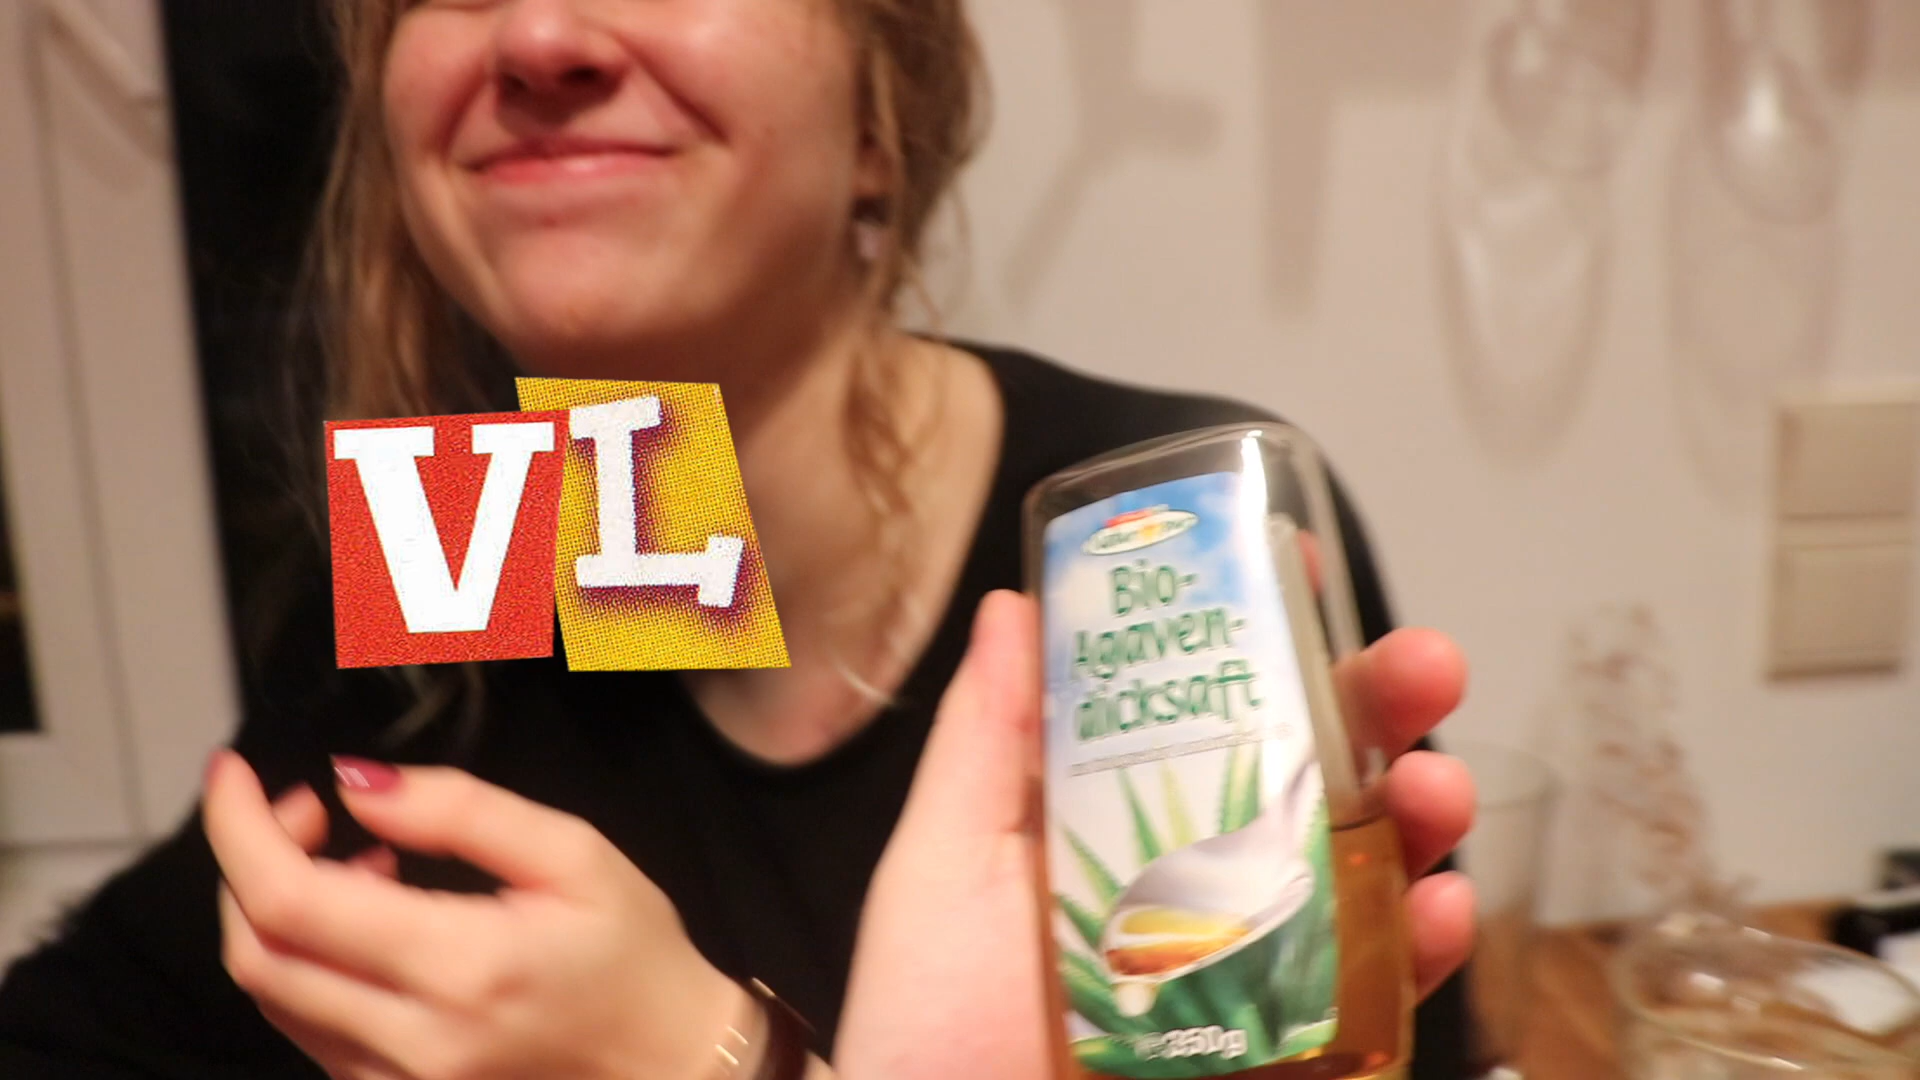 VL
Bio-
Agaven-
dicksaft
350g